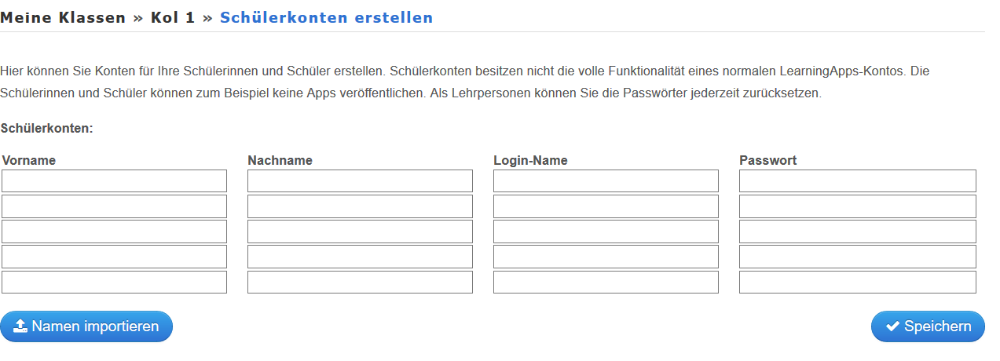 Meine Klassen » Kol 1 » Schülerkonten erstellen
Hier können Sie Konten für Ihre Schülerinnen und Schüler erstellen. Schülerkonten besitzen nicht die volle Funktionalität eines normalen LearningApps-Kontos. Die
Schülerinnen und Schüler können zum Beispiel keine Apps veröffentlichen. Als Lehrpersonen können Sie die Passwörter jederzeit zurücksetzen.
Schülerkonten:
Vorname Nachname Login-Name Passwort
Namen importieren Speichern